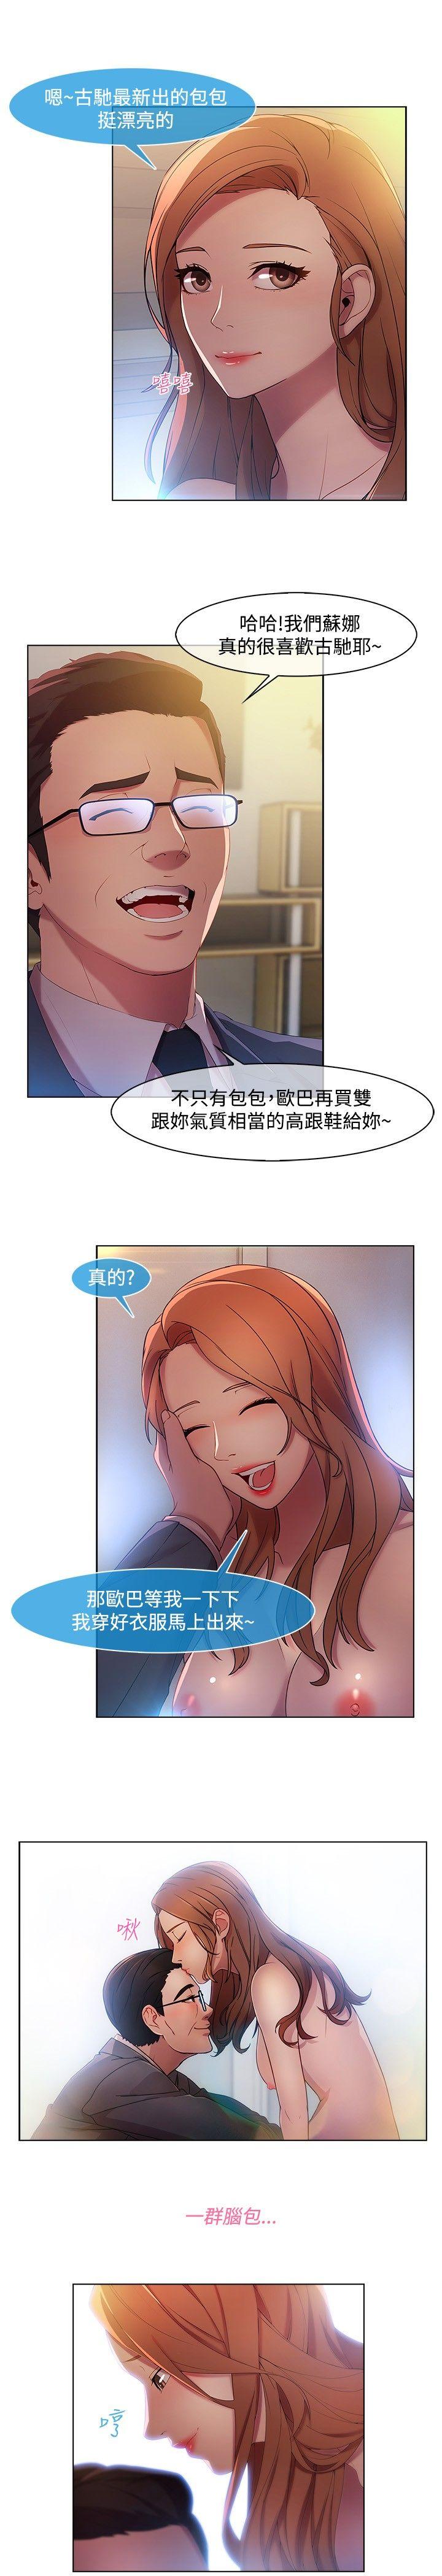 嗯~古馳最新出的包包
挺漂亮的
嘻嘻
哈哈!我們蘇娜
真的很喜歡古馳耶~
不只有包包,歐巴再買雙
跟妳氣質相當的高跟鞋給妳~
真的?
那歐巴等我一下下
我穿好衣服馬上出來~
啾
一群腦包...
哼